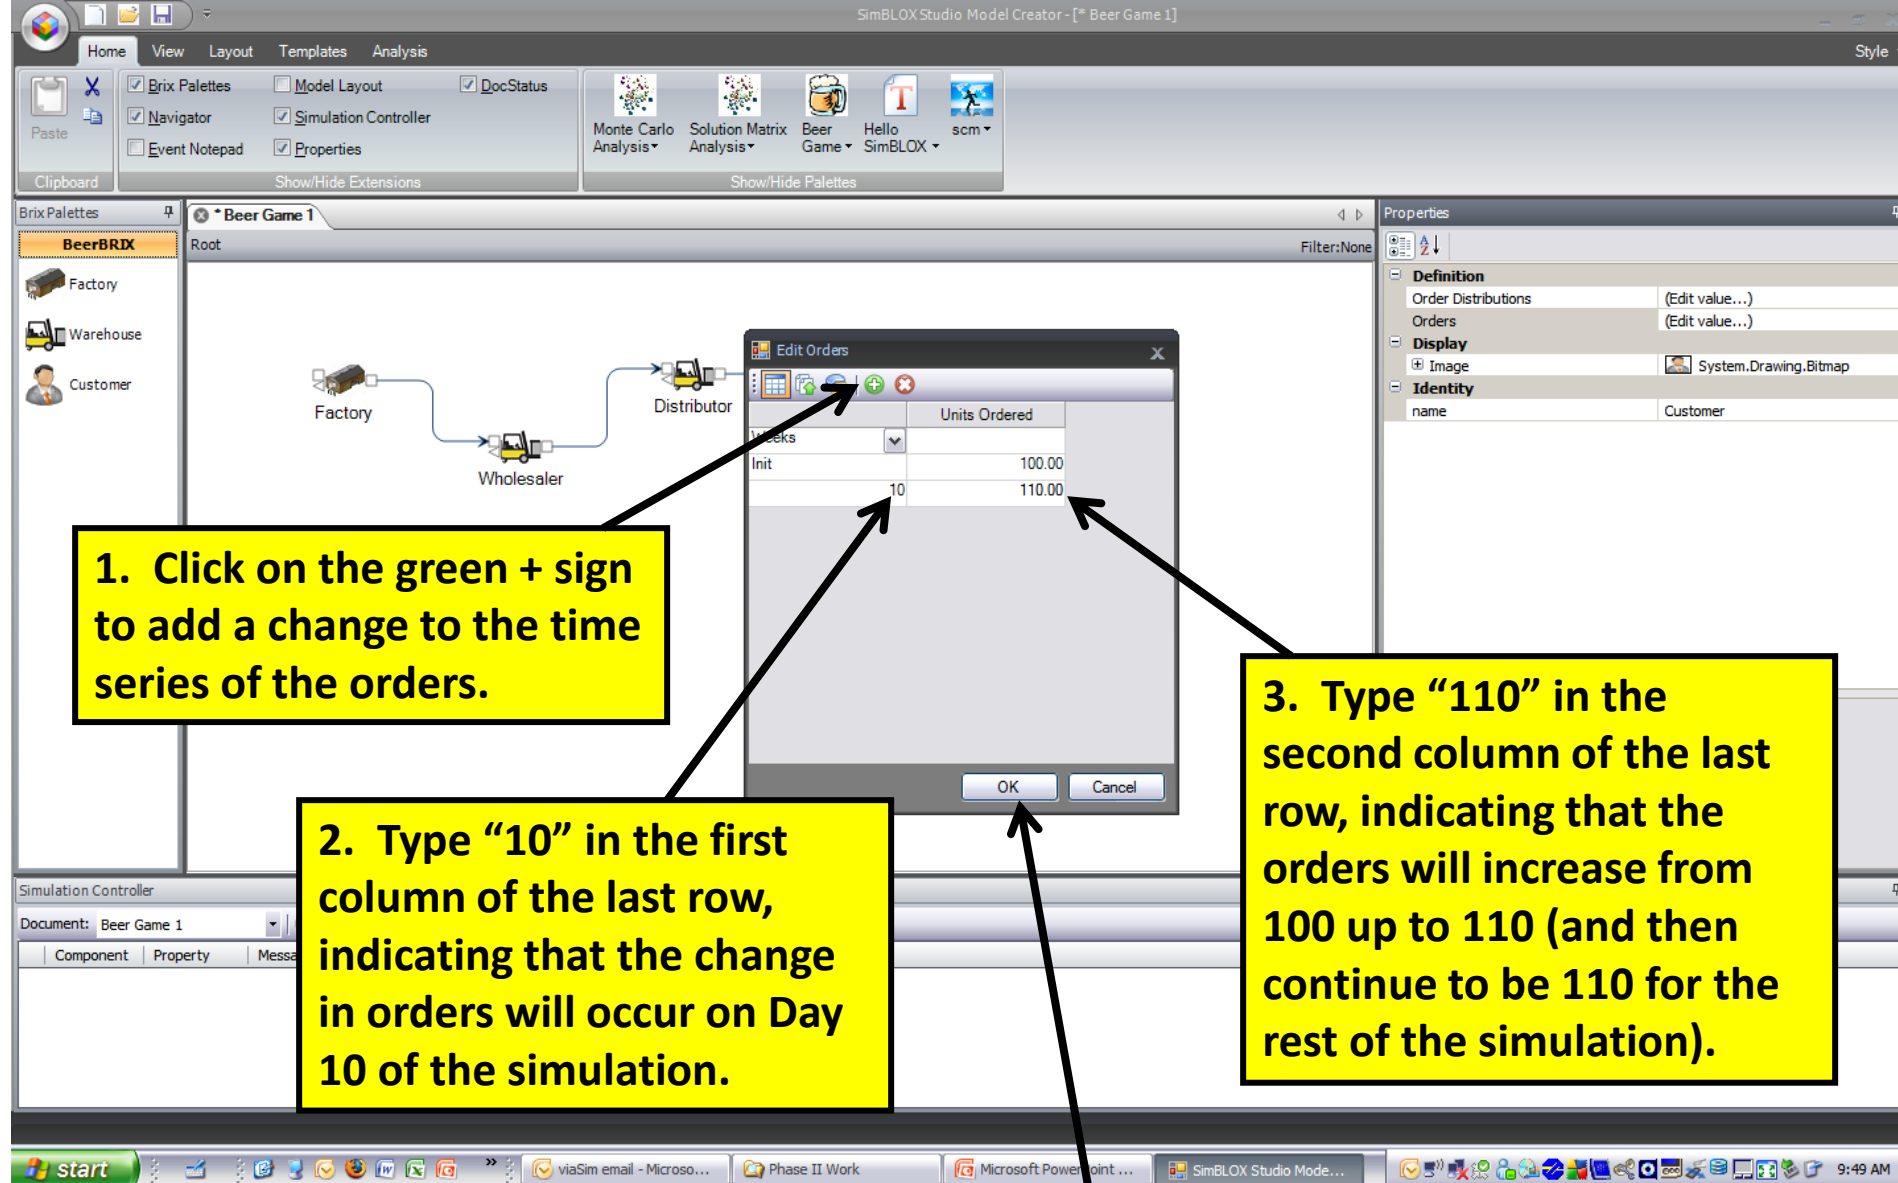 SimBLOX Studio Model Creator - [* Beer Game 1]
Home View Layout Templates Analysis Style
Paste
Clipboard
Brix Palettes Model Layout DocStatus
Navigator Simulation Controller
Event Notepad Properties
Show/Hide Extensions
Monte Carlo Analysis
Solution Matrix Analysis
Beer Game
Hello SimBLOX
scm
Show/Hide Palettes
Brix Palettes
BeerBRIX
Factory
Warehouse
Customer
* Beer Game 1
Root Filter:None
Factory
Wholesaler
Distributor
Edit Orders
Units Ordered
Weeks
Init 100.00
10 110.00
OK Cancel
Properties
Definition
Order Distributions (Edit value...)
Orders (Edit value...)
Display
Image System.Drawing.Bitmap
Identity
name Customer
1. Click on the green + sign
to add a change to the time
series of the orders.
2. Type “10” in the first
column of the last row,
indicating that the change
in orders will occur on Day
10 of the simulation.
3. Type “110” in the
second column of the last
row, indicating that the
orders will increase from
100 up to 110 (and then
continue to be 110 for the
rest of the simulation).
Simulation Controller
Document: Beer Game 1
Component Property Messa
start
viaSim email - Microso...
Phase II Work
Microsoft PowerPoint ...
SimBLOX Studio Mode...
9:49 AM